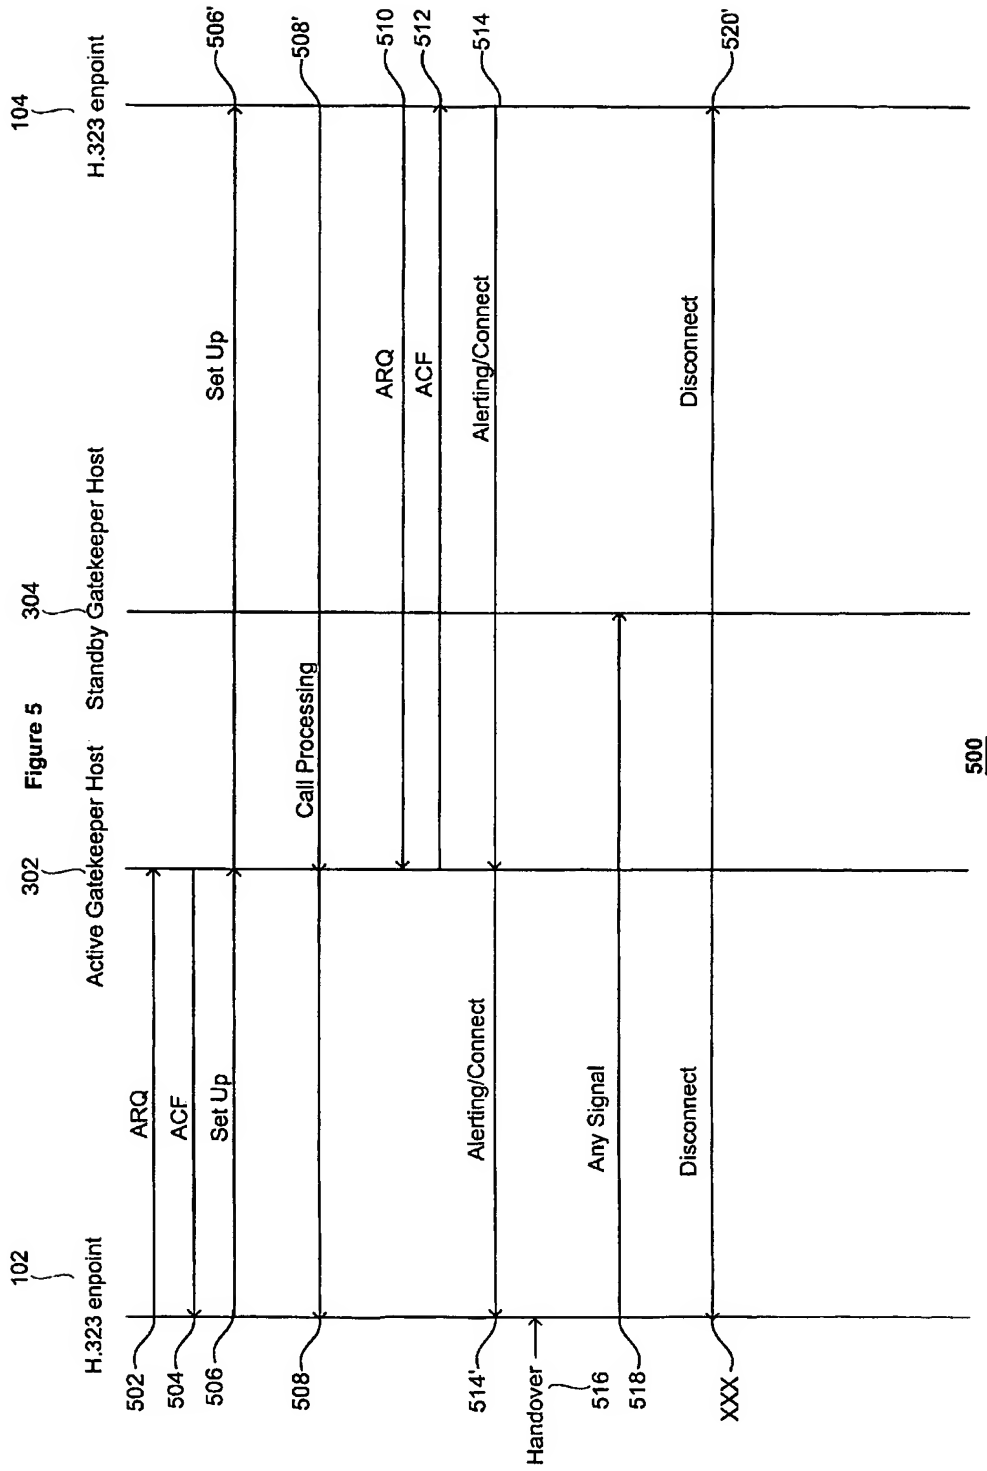 Figure 5
102
302
304
104
H.323 enpoint
Active Gatekeeper Host
Standby Gatekeeper Host
H.323 enpoint
502
ARQ
504
ACF
506
Set Up
Set Up
506'
508
Call Processing
508'
ARQ
510
ACF
512
514'
Alerting/Connect
Alerting/Connect
514
Handover
516
518
Any Signal
XXX
Disconnect
Disconnect
520'
500